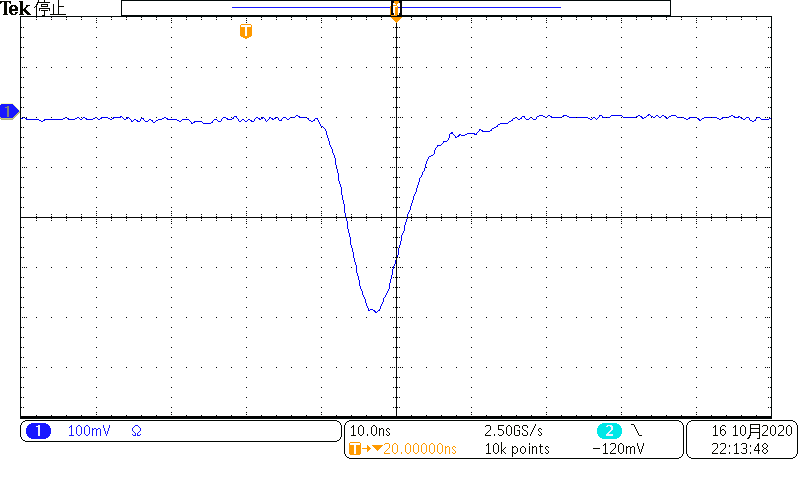 Tek 停止
T
T
1
1 100mV Ω
10.0ns 2.50GS/s 2 -120mV
T→▼20.00000ns 10k points
16 10月2020
22:13:48